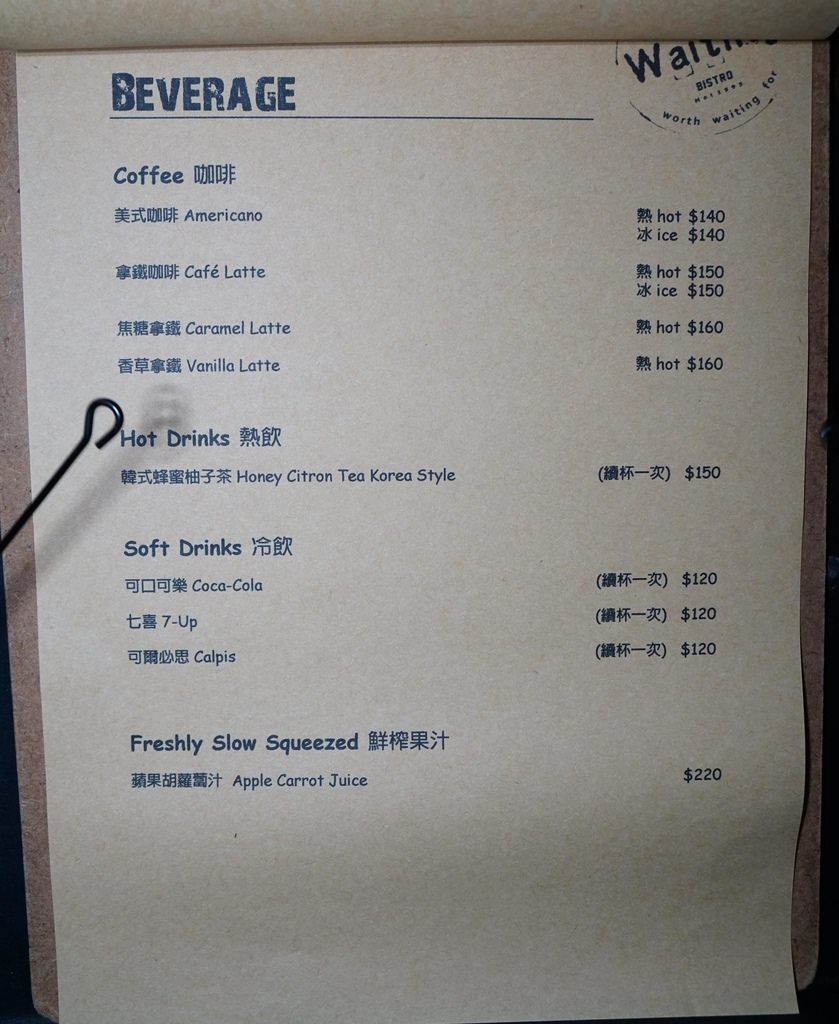 BEVERAGE
BISTRO
worth waiting for
Coffee 咖啡
美式咖啡 Americano 熱 hot $140
冰 ice $140
拿鐵咖啡 Café Latte 熱 hot $150
冰 ice $150
焦糖拿鐵 Caramel Latte 熱 hot $160
香草拿鐵 Vanilla Latte 熱 hot $160
Hot Drinks 熱飲
韓式蜂蜜柚子茶 Honey Citron Tea Korea Style (續杯一次) $150
Soft Drinks 冷飲
可口可樂 Coca-Cola (續杯一次) $120
七喜 7-Up (續杯一次) $120
可爾必思 Calpis (續杯一次) $120
Freshly Slow Squeezed 鮮榨果汁
蘋果胡蘿蔔汁 Apple Carrot Juice $220